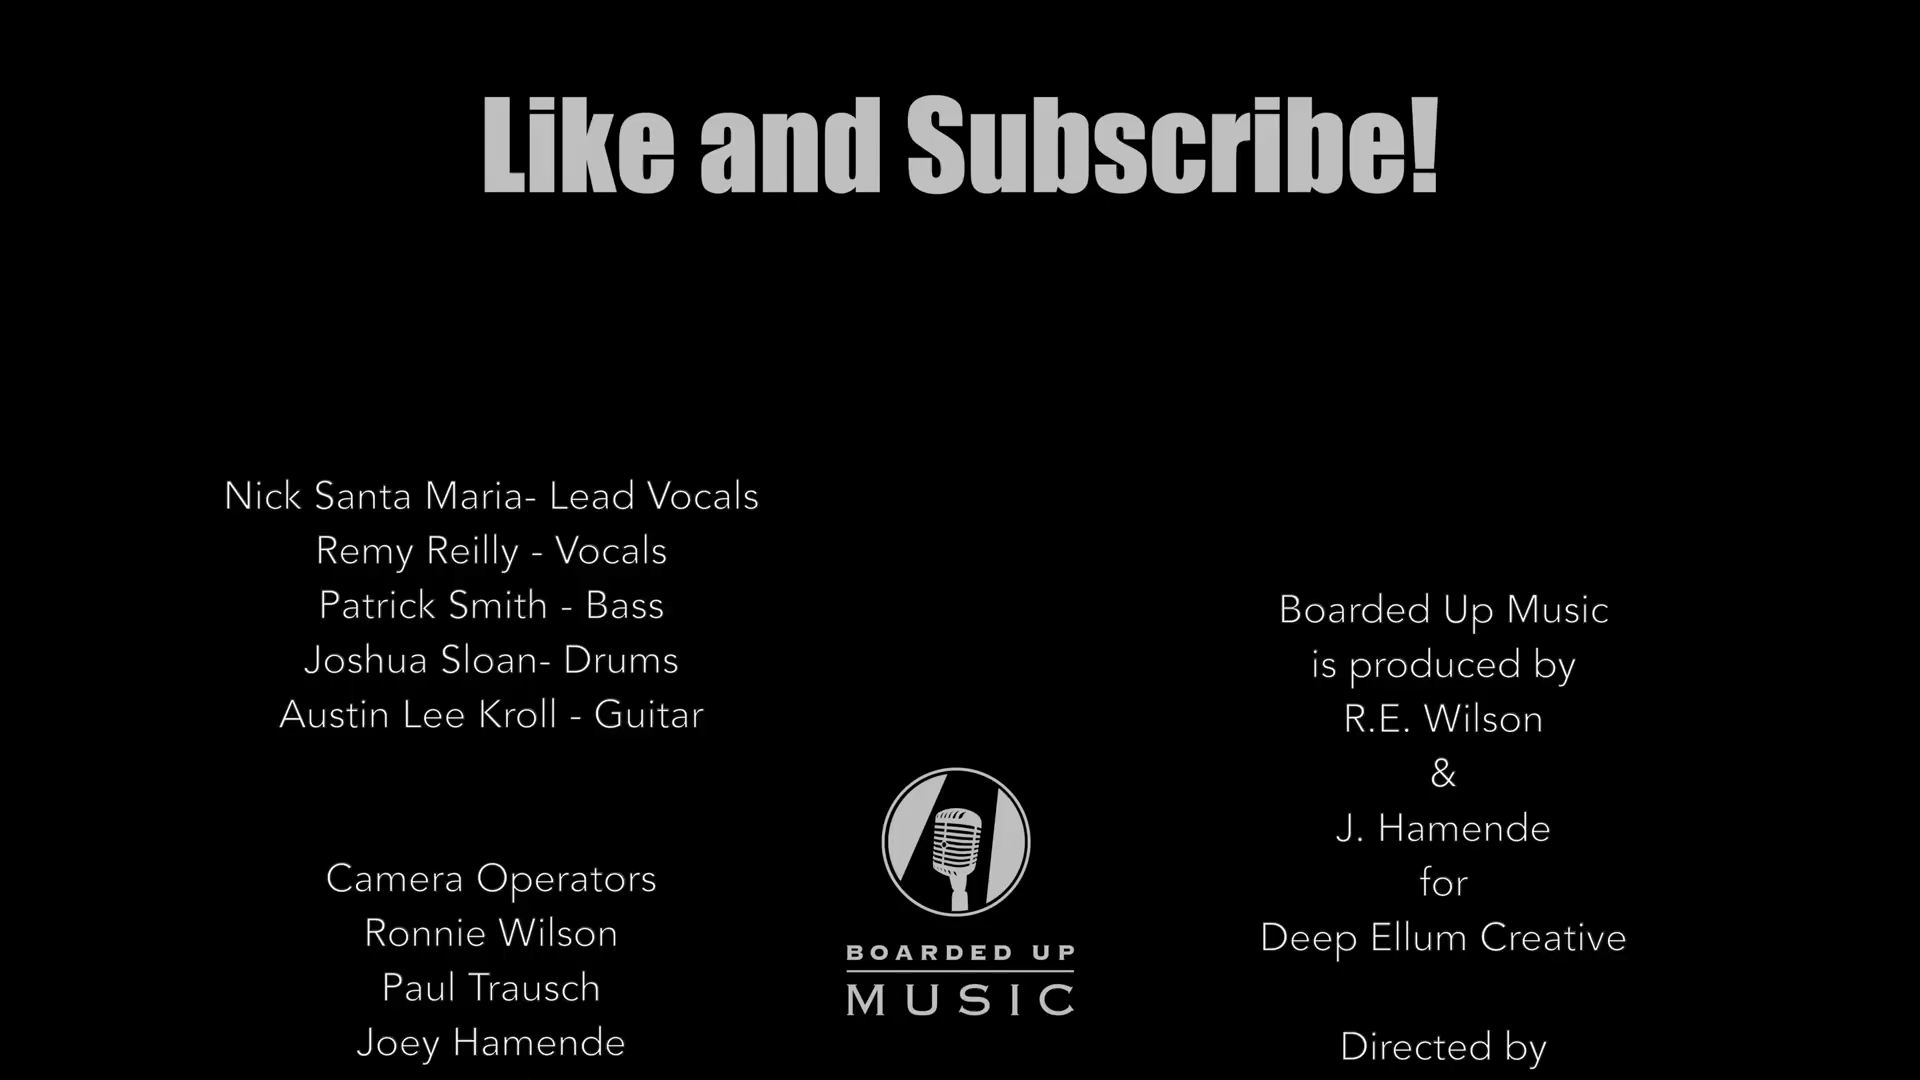 Like and Subscribe!
Nick Santa Maria- Lead Vocals
Remy Reilly - Vocals
Patrick Smith - Bass
Joshua Sloan- Drums
Austin Lee Kroll - Guitar
Camera Operators
Ronnie Wilson
Paul Trausch
Joey Hamende
BOARDED UP
MUSIC
Boarded Up Music
is produced by
R.E. Wilson
&
J. Hamende
for
Deep Ellum Creative
Directed by